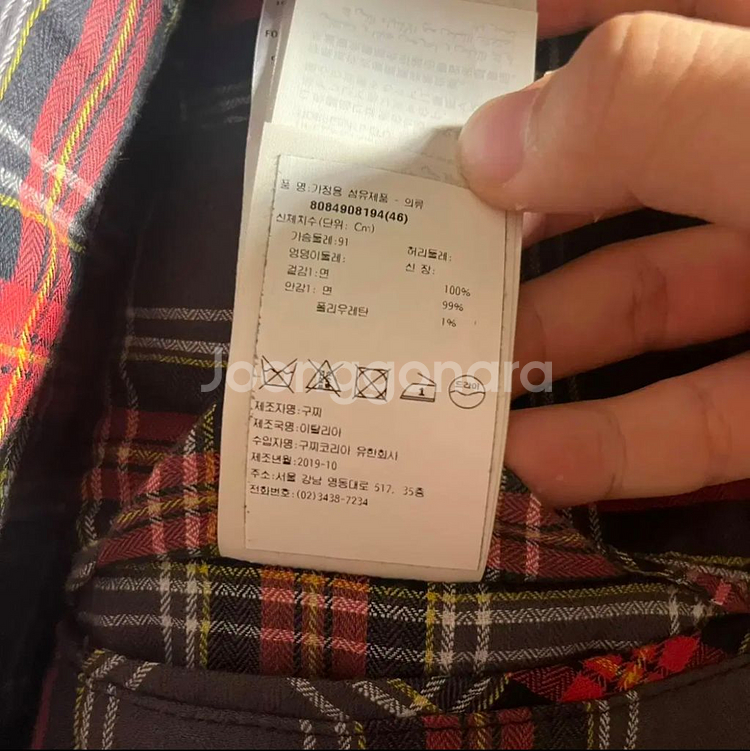 품 명:가정용 섬유제품 - 의류
8084908194(46)
신체치수(단위: Cm)
가슴둘레:91 허리둘레:
엉덩이둘레: 신 장:
겉감1: 면 100%
안감1: 면 99%
폴리우레탄 1%
1 드라이
Joonggonara
제조자명:구찌
제조국명:이탈리아
수입자명:구찌코리아 유한회사
제조년월:2019-10
주소:서울 강남 영동대로 517, 35층
전화번호:(02)3438-7234